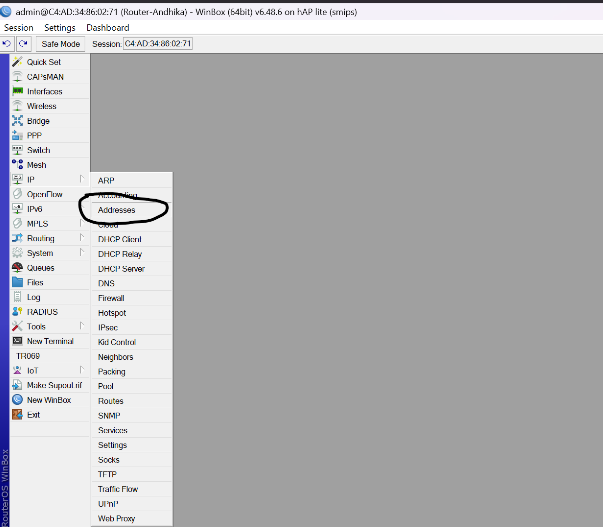 admin@C4:AD:34:86:02:71 (Router-Andhika) - WinBox (64bit) v6.48.6 on hAP lite (smips)
Session Settings Dashboard
Safe Mode Session: C4:AD:34:86:02:71
Quick Set
CAPsMAN
Interfaces
Wireless
Bridge
PPP
Switch
Mesh
IP
OpenFlow
IPv6
MPLS
Routing
System
Queues
Files
Log
RADIUS
Tools
New Terminal
TR069
IoT
Make Supout.rif
New WinBox
Exit
ARP
Accounting
Addresses
Cloud
DHCP Client
DHCP Relay
DHCP Server
DNS
Firewall
Hotspot
IPsec
Kid Control
Neighbors
Packing
Pool
Routes
SNMP
Services
Settings
Socks
TFTP
Traffic Flow
UPnP
Web Proxy
RouterOS WinBox